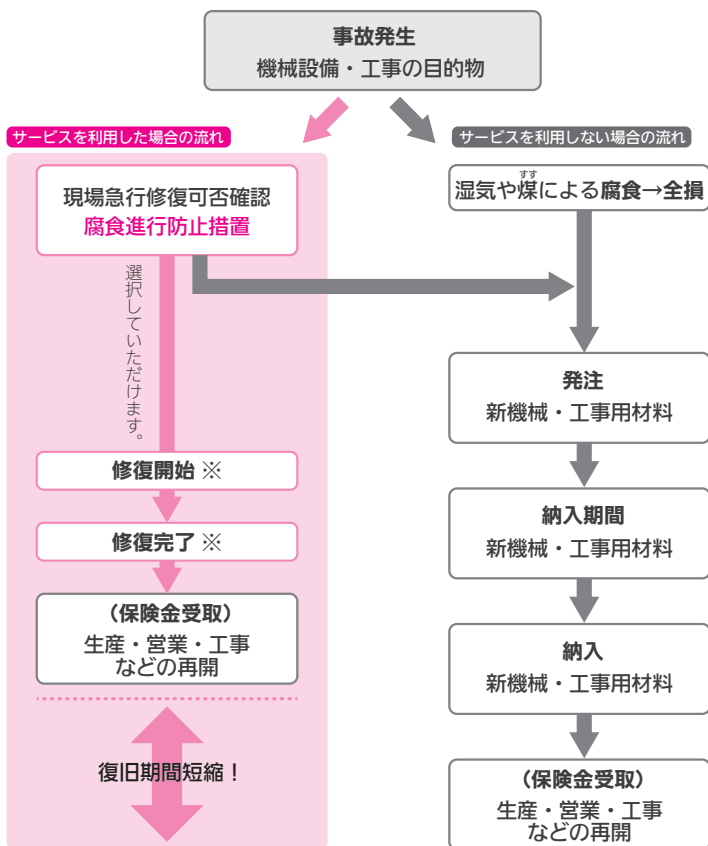 事故発生
機械設備・工事の目的物
サービスを利用した場合の流れ
現場急行修復可否確認
腐食進行防止措置
選択していただけます。
修復開始 ※
修復完了 ※
（保険金受取）
生産・営業・工事
などの再開
復旧期間短縮！
サービスを利用しない場合の流れ
すす
湿気や煤による腐食→全損
発注
新機械・工事用材料
納入期間
新機械・工事用材料
納入
新機械・工事用材料
（保険金受取）
生産・営業・工事
などの再開